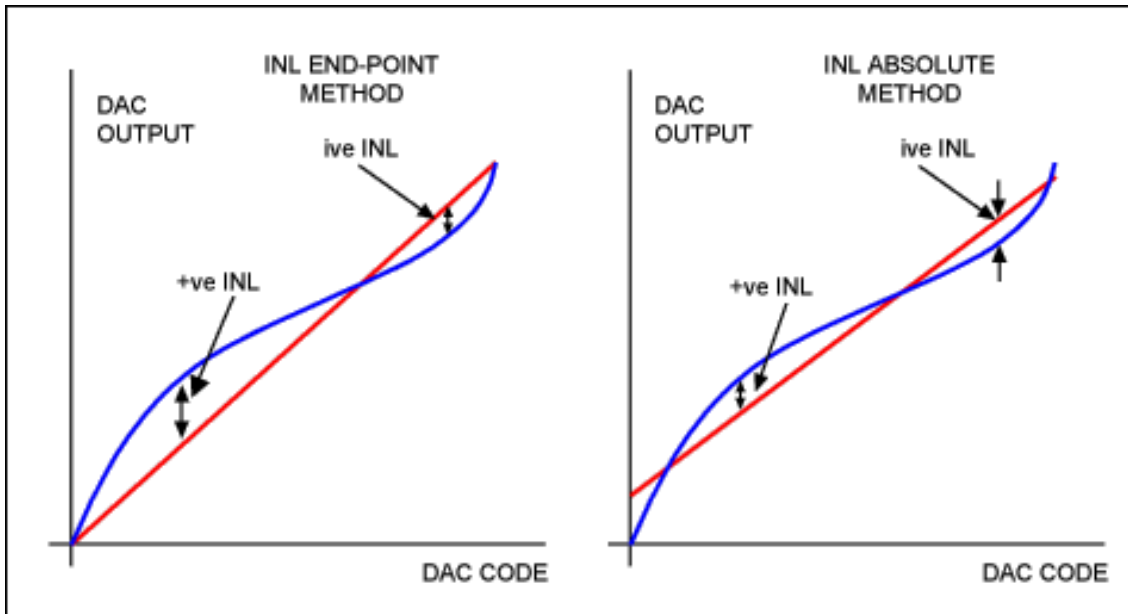 INL END-POINT
METHOD
DAC
OUTPUT
ive INL
+ve INL
DAC CODE
INL ABSOLUTE
METHOD
DAC
OUTPUT
ive INL
+ve INL
DAC CODE